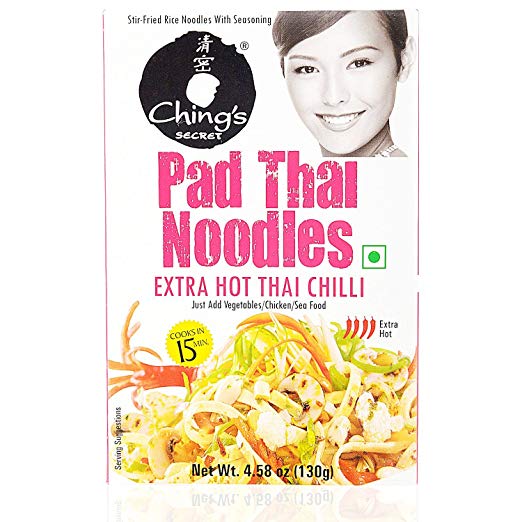 Stir-Fried Rice Noodles With Seasoning
清
密
Ching's
SECRET
Pad Thai
Noodles
EXTRA HOT THAI CHILLI
Just Add Vegetables/Chicken/Sea Food
COOKS IN
15 MIN.
Extra
Hot
Serving Suggestions
Net Wt. 4.58 oz (130g)